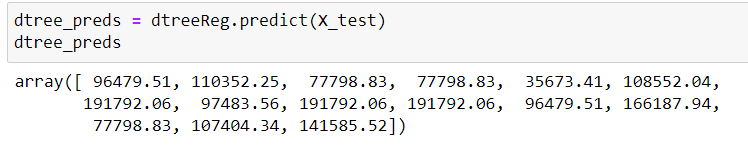 dtree_preds = dtreeReg.predict(X_test)
dtree_preds
array([ 96479.51, 110352.25,  77798.83,  77798.83,  35673.41, 108552.04,
       191792.06,  97483.56, 191792.06, 191792.06,  96479.51, 166187.94,
        77798.83, 107404.34, 141585.52])